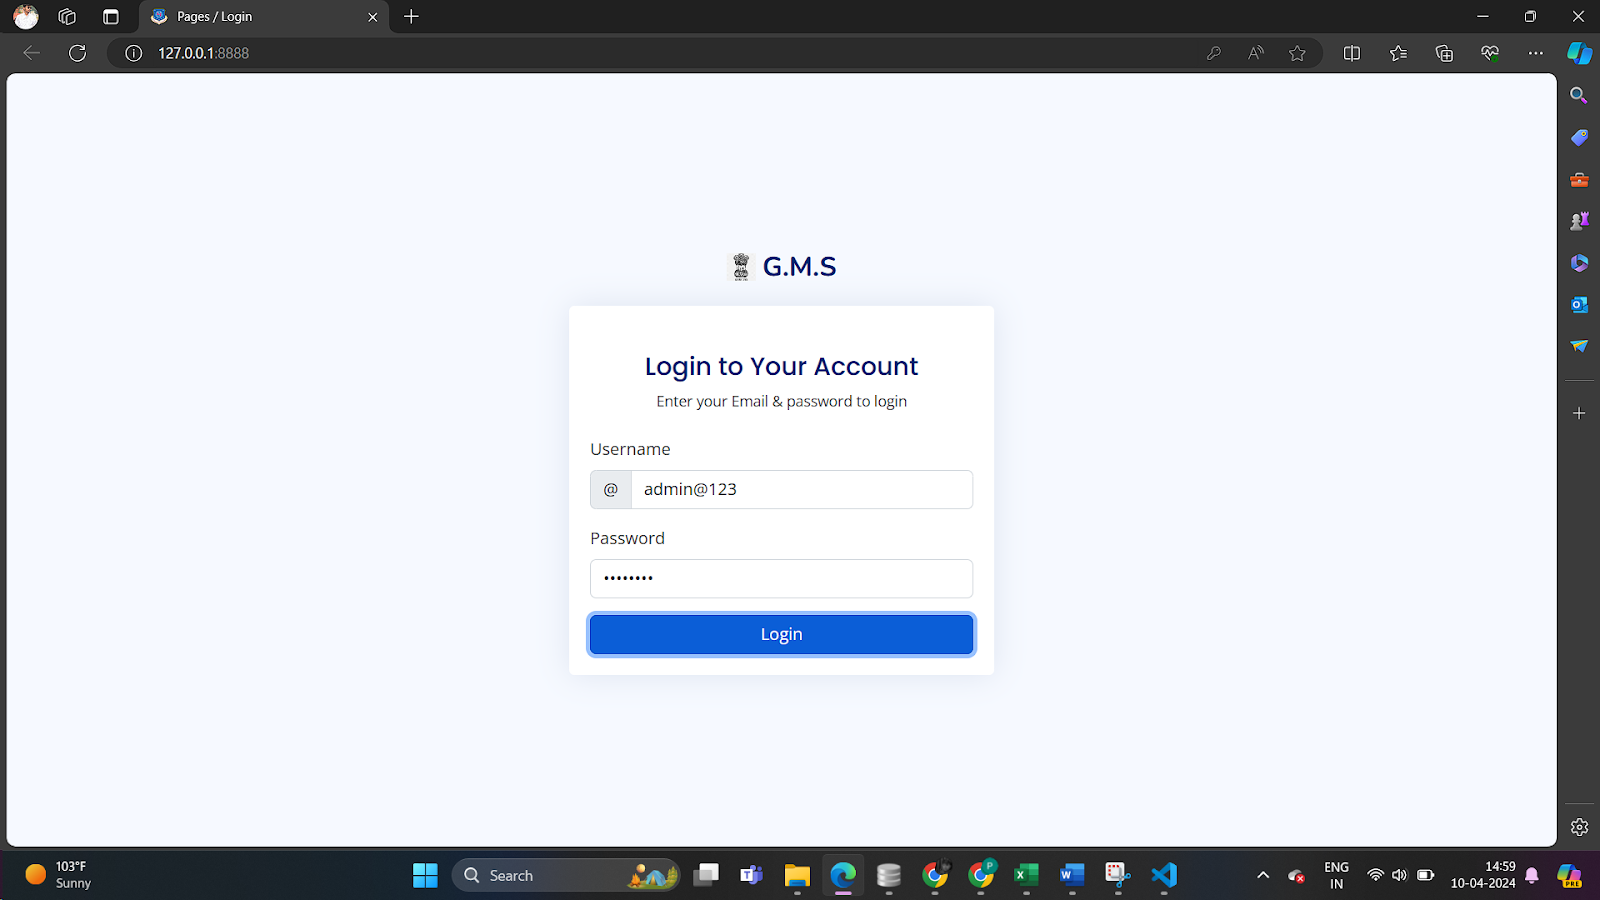 Pages / Login
127.0.0.1:8888
G.M.S
Login to Your Account
Enter your Email & password to login
Username
@ admin@123
Password
••••••••
Login
103°F
Sunny
Search
ENG
IN
14:59
10-04-2024